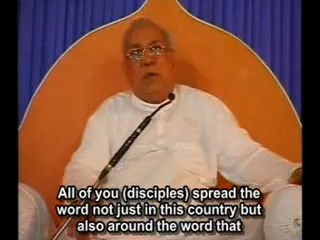 All of you (disciples) spread the
word not just in this country but
also around the word that